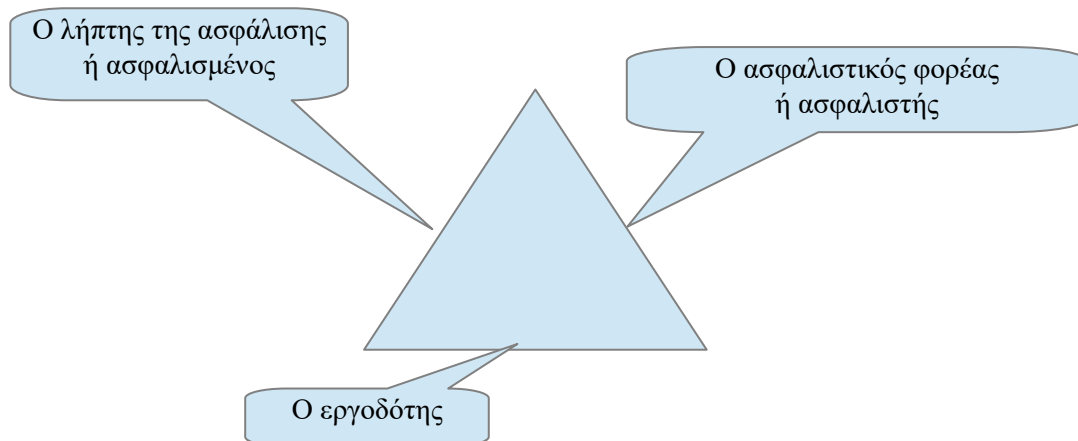 Ο λήπτης της ασφάλισης
ή ασφαλισμένος
Ο ασφαλιστικός φορέας
ή ασφαλιστής
Ο εργοδότης